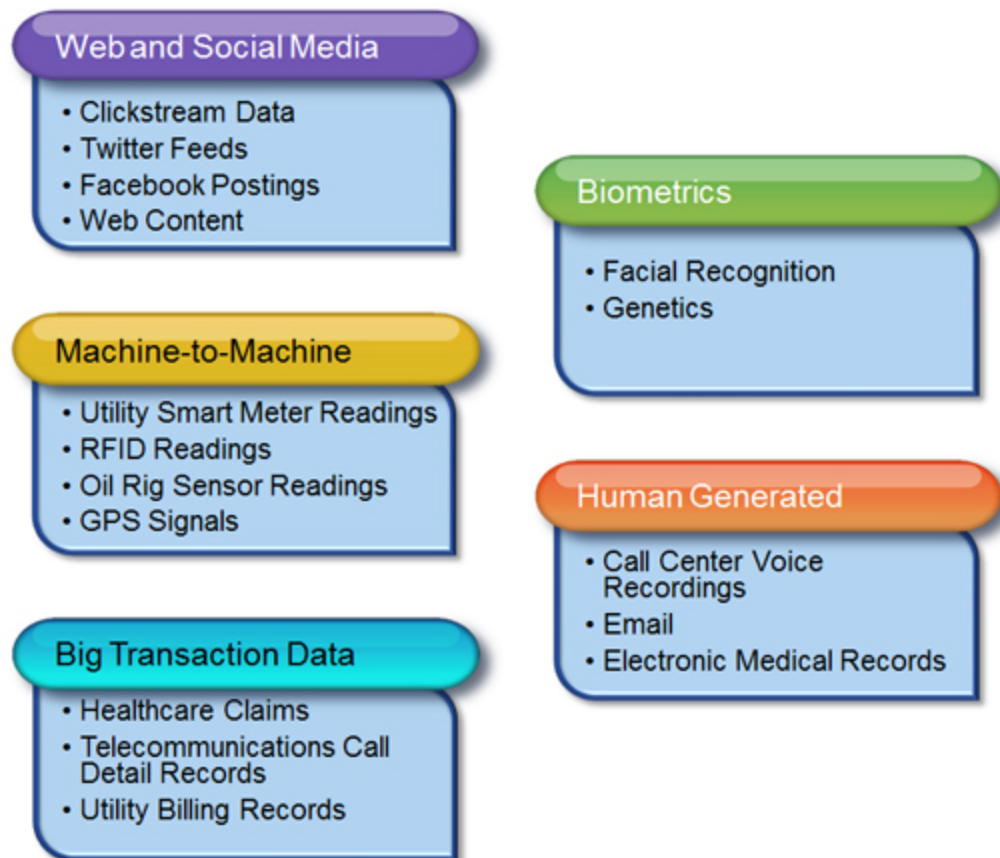 Web and Social Media
• Clickstream Data
• Twitter Feeds
• Facebook Postings
• Web Content
Machine-to-Machine
• Utility Smart Meter Readings
• RFID Readings
• Oil Rig Sensor Readings
• GPS Signals
Big Transaction Data
• Healthcare Claims
• Telecommunications Call
Detail Records
• Utility Billing Records
Biometrics
• Facial Recognition
• Genetics
Human Generated
• Call Center Voice
Recordings
• Email
• Electronic Medical Records